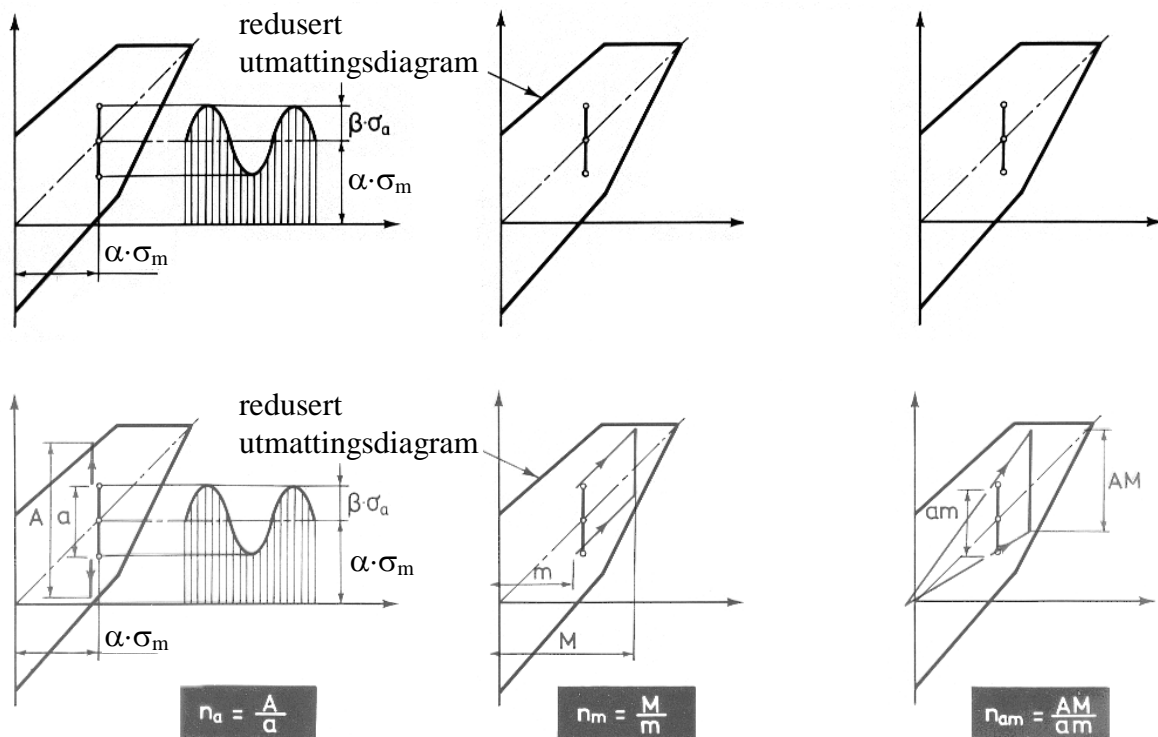 redusert
utmattingsdiagram
β·σₐ
α·σₘ
α·σₘ
redusert
utmattingsdiagram
A
a
β·σₐ
α·σₘ
α·σₘ
m
M
am
AM
nₐ = A/a
nₘ = M/m
nₐₘ = AM/am